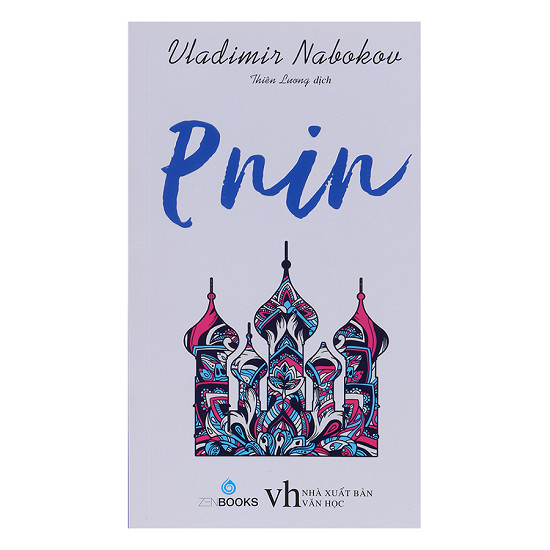 Vladimir Nabokov
Thiên Lương dịch
Pnin
ZENBOOKS
vh NHÀ XUẤT BẢN
VĂN HỌC